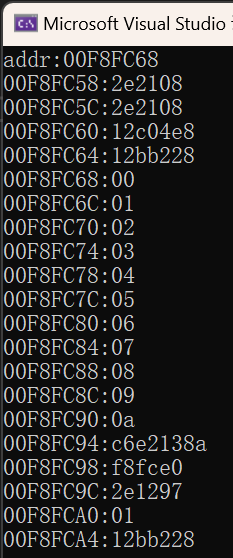 Microsoft Visual Studio
addr:00F8FC68
00F8FC58:2e2108
00F8FC5C:2e2108
00F8FC60:12c04e8
00F8FC64:12bb228
00F8FC68:00
00F8FC6C:01
00F8FC70:02
00F8FC74:03
00F8FC78:04
00F8FC7C:05
00F8FC80:06
00F8FC84:07
00F8FC88:08
00F8FC8C:09
00F8FC90:0a
00F8FC94:c6e2138a
00F8FC98:f8fce0
00F8FC9C:2e1297
00F8FCA0:01
00F8FCA4:12bb228